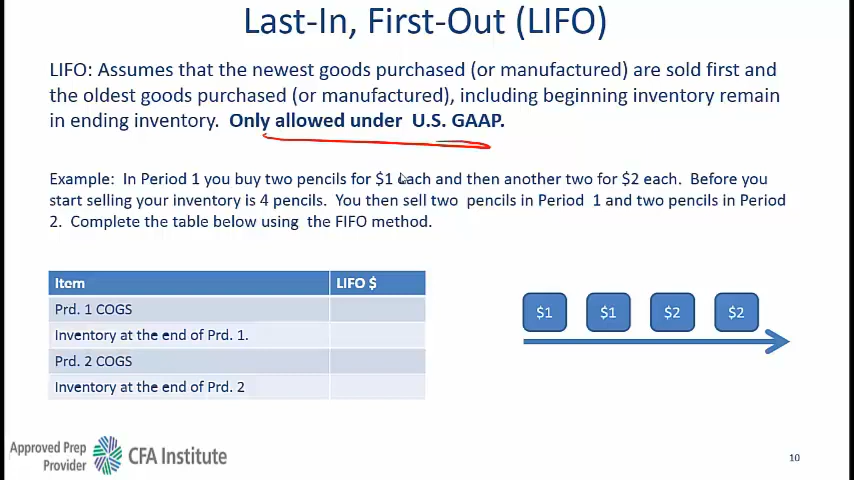 Last-In, First-Out (LIFO)
LIFO: Assumes that the newest goods purchased (or manufactured) are sold first and
the oldest goods purchased (or manufactured), including beginning inventory remain
in ending inventory. Only allowed under U.S. GAAP.
Example: In Period 1 you buy two pencils for $1 each and then another two for $2 each. Before you
start selling your inventory is 4 pencils. You then sell two pencils in Period 1 and two pencils in Period
2. Complete the table below using the FIFO method.
Item LIFO $
Prd. 1 COGS
Inventory at the end of Prd. 1.
Prd. 2 COGS
Inventory at the end of Prd. 2
$1 $1 $2 $2
Approved Prep
Provider
CFA Institute
10